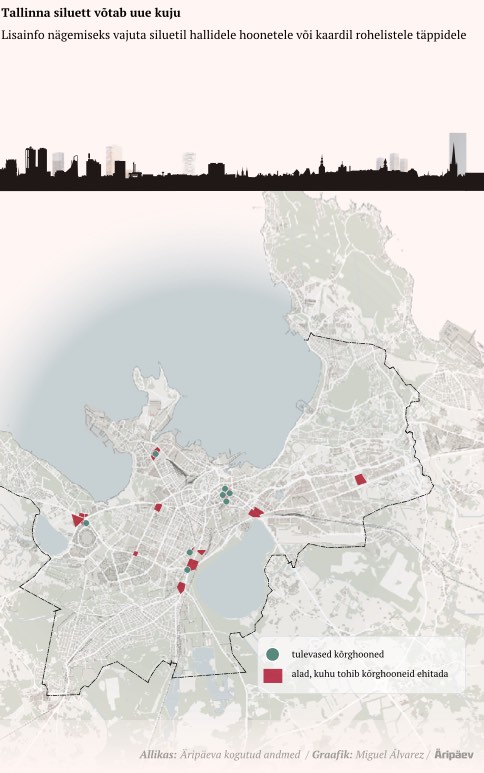 Tallinna siluett võtab uue kuju
Lisainfo nägemiseks vajuta siluetil hallidele hoonetele või kaardil rohelistele täppidele
tulevased kõrghooned
alad, kuhu tohib kõrghooneid ehitada
Allikas: Äripäeva kogutud andmed / Graafik: Miguel Álvarez / Äripäev